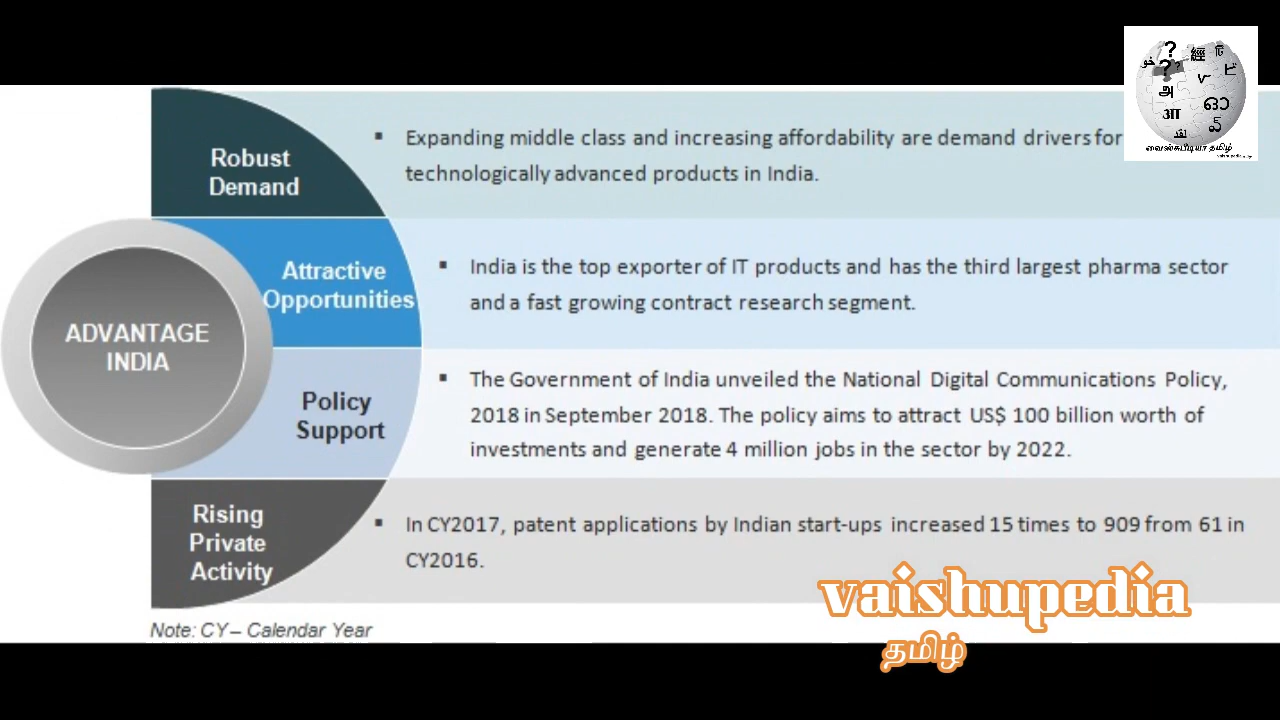 Robust
Demand
Expanding middle class and increasing affordability are demand drivers for
technologically advanced products in India.
Attractive
Opportunities
India is the top exporter of IT products and has the third largest pharma sector
and a fast growing contract research segment.
ADVANTAGE
INDIA
Policy
Support
The Government of India unveiled the National Digital Communications Policy,
2018 in September 2018. The policy aims to attract US$ 100 billion worth of
investments and generate 4 million jobs in the sector by 2022.
Rising
Private
Activity
In CY2017, patent applications by Indian start-ups increased 15 times to 909 from 61 in
CY2016.
Note: CY – Calendar Year
vaishupedia
தமிழ்